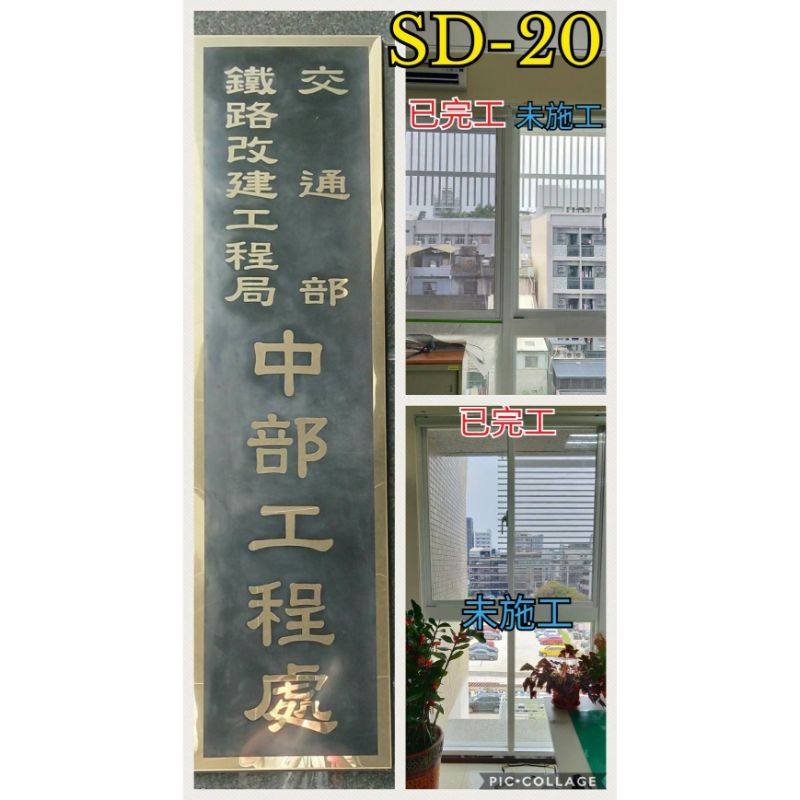 交通部
鐵路改建工程局
中部工程處
SD-20
已完工 未施工
已完工
未施工
PIC•COLLAGE